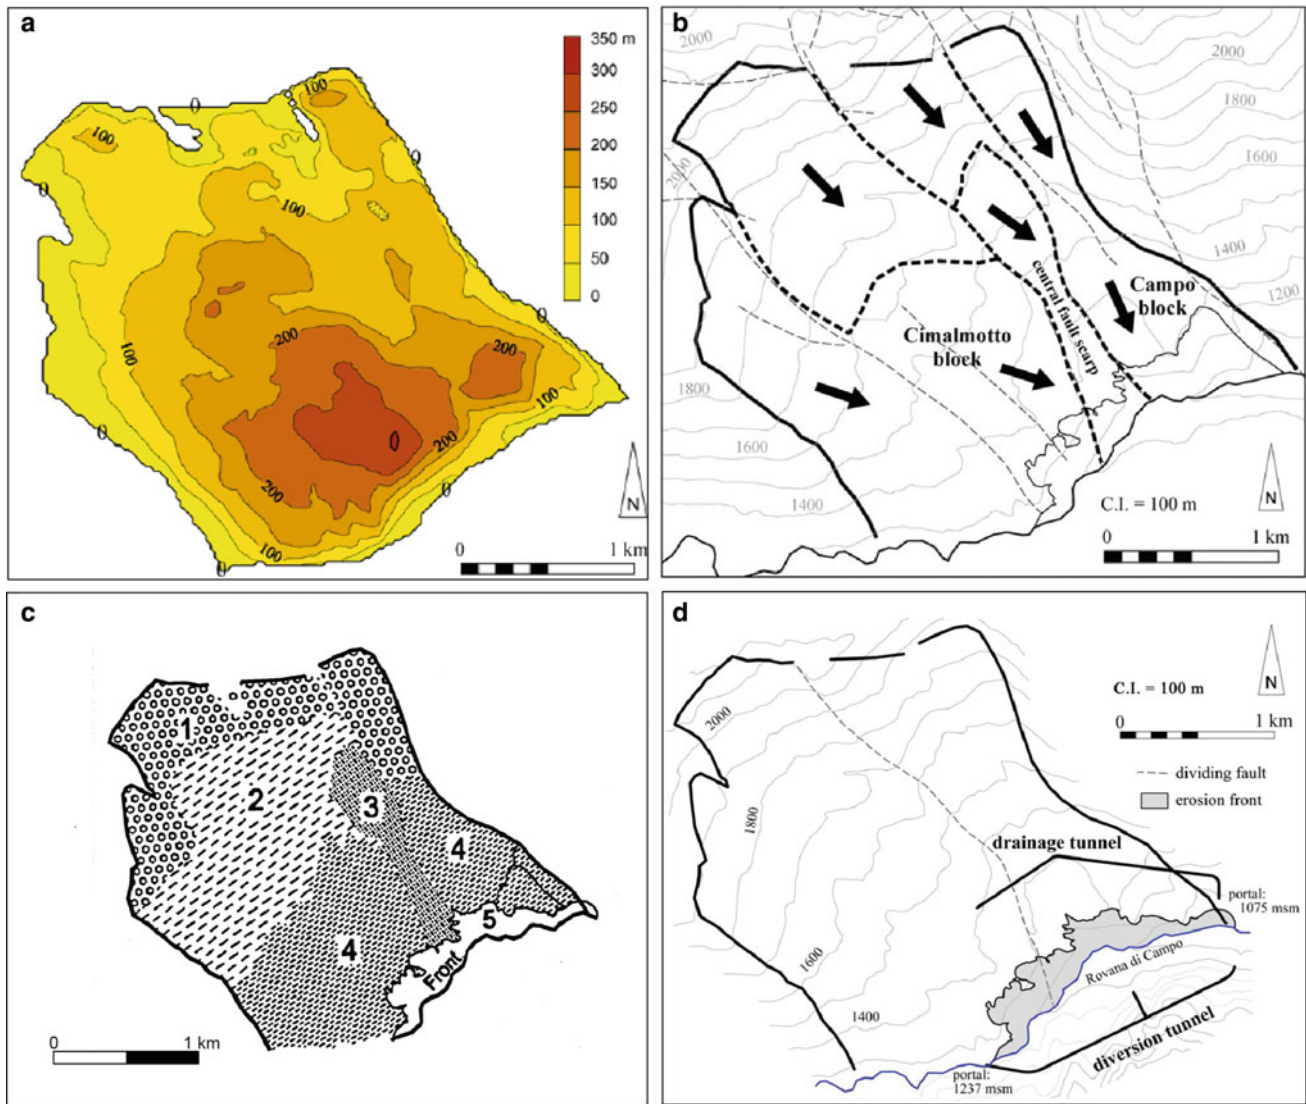 a
350 m
300
250
200
150
100
50
0
0
100
100
0
0
100
0
200
200
100
100
0
200
200
0
100
0
N
0
1 km
b
2000
2000
1800
1600
2000
1400
1200
central fault scarp
Campo
block
Cimalmotto
block
1800
1600
1400
C.I. = 100 m
N
0
1 km
c
1
2
3
4
4
5
Front
0
1 km
d
C.I. = 100 m
N
0
1 km
dividing fault
erosion front
2000
1800
drainage tunnel
portal:
1075 msm
1600
Rovana di Campo
1400
diversion tunnel
portal:
1237 msm